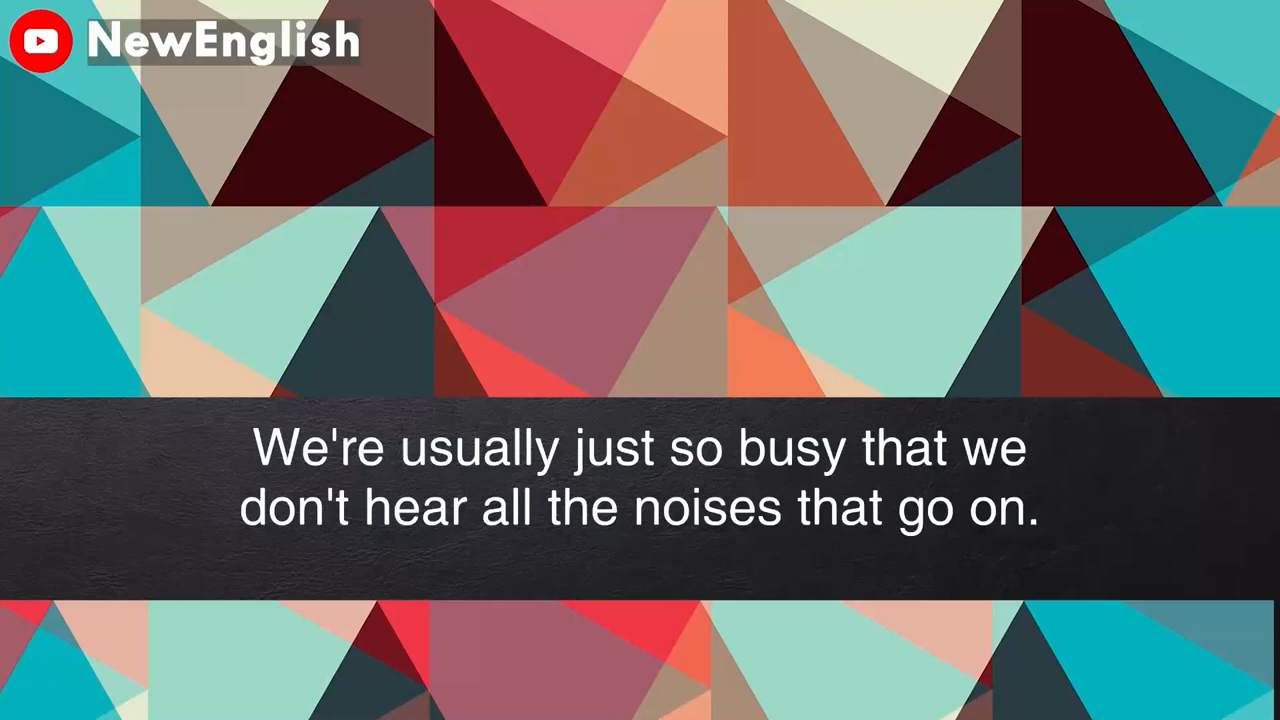 NewEnglish
We're usually just so busy that we
don't hear all the noises that go on.